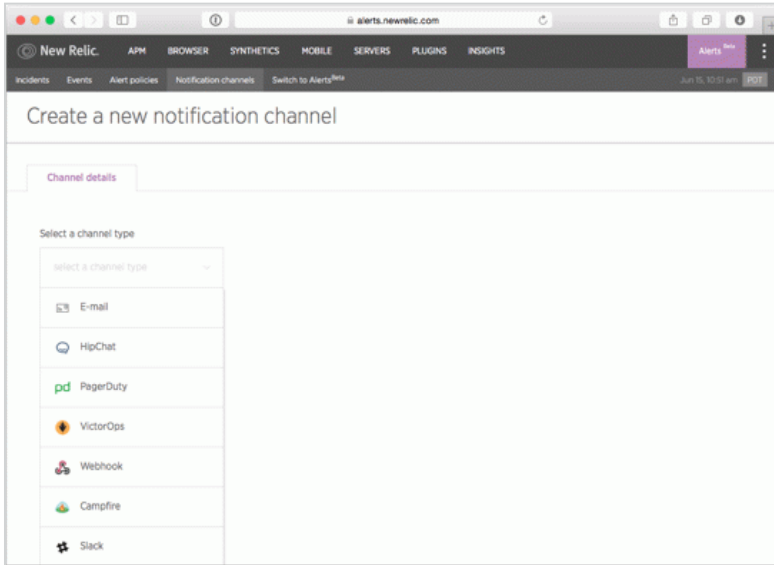 alerts.newrelic.com
New Relic. APM BROWSER SYNTHETICS MOBILE SERVERS PLUGINS INSIGHTS Alerts Beta
Incidents Events Alert policies Notification channels Switch to Alerts Beta Jun 15, 10:51 am PDT
Create a new notification channel
Channel details
Select a channel type
select a channel type
E-mail
HipChat
pd PagerDuty
VictorOps
Webhook
Campfire
Slack